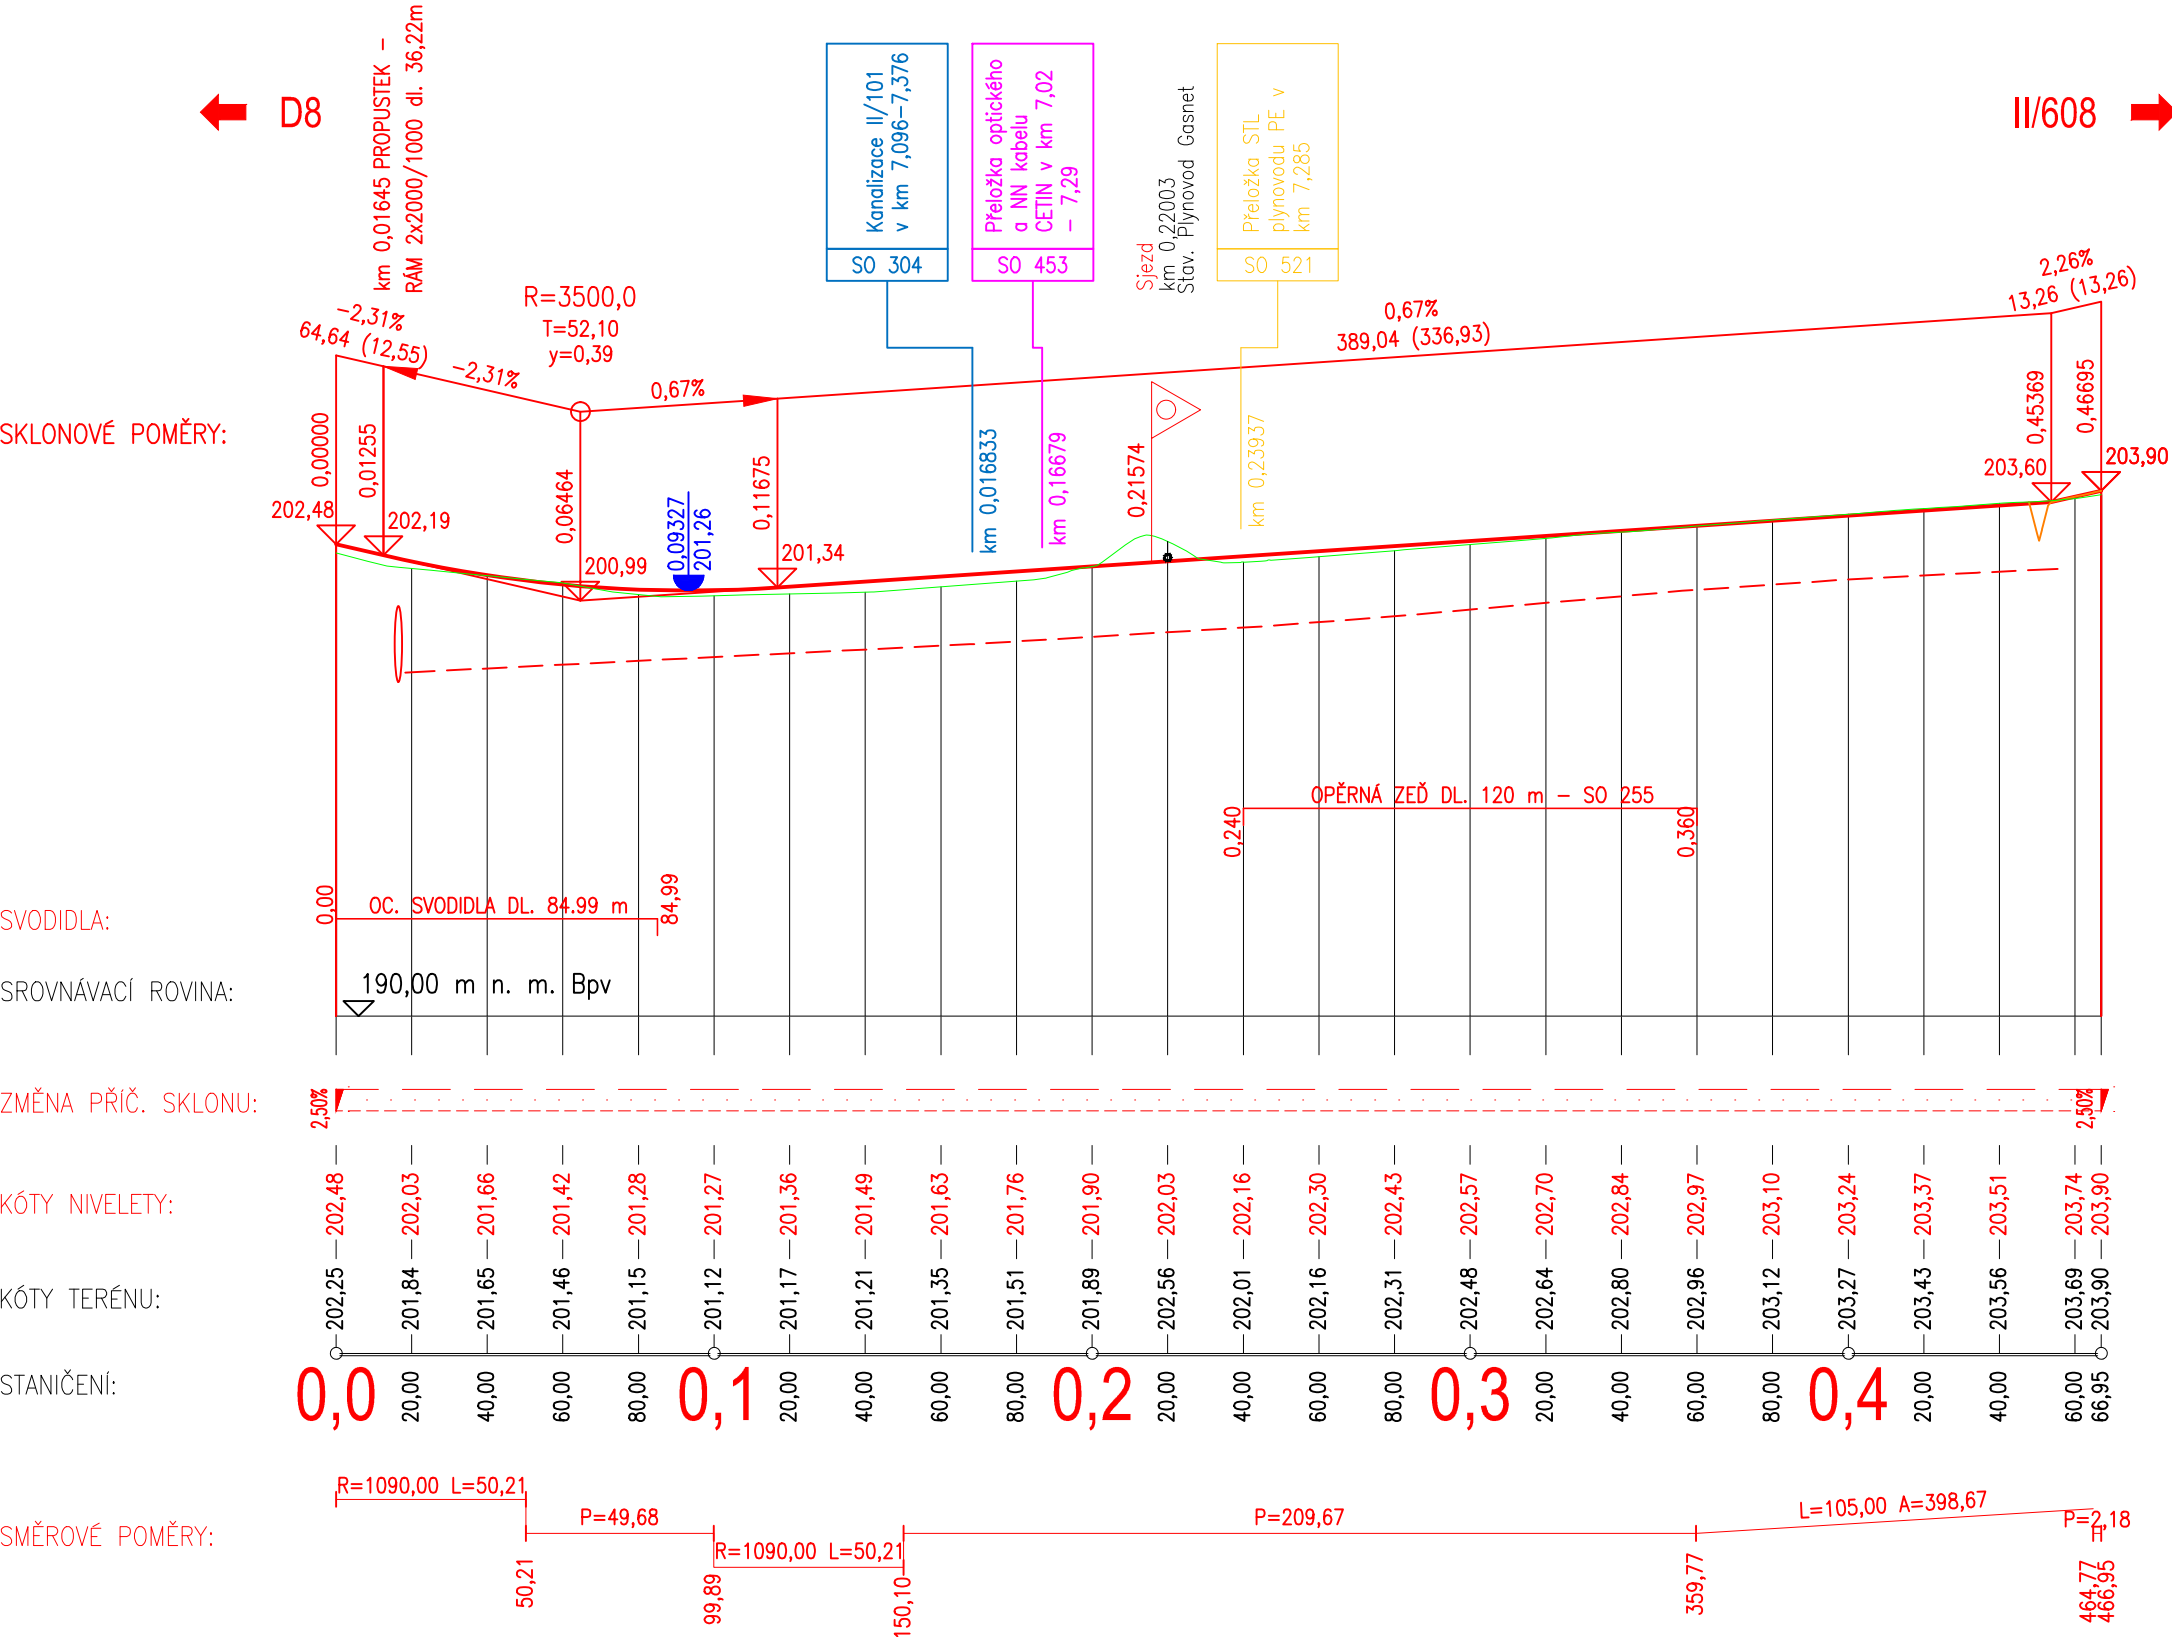 D8
II/608
km 0,01645 PROPUSTEK –
RÁM 2x2000/1000 dl. 36,22m
Kanalizace II/101
v km 7,096–7,376
SO 304
Přeložka optického
a NN kabelu
CETIN v km 7,02
– 7,29
SO 453
Sjezd
km 0,22003
Stav. Plynovod Gasnet
Přeložka STL
plynovodu PE v
km 7,285
SO 521
–2,31%
64,64 (12,55)
–2,31%
R=3500,0
T=52,10
y=0,39
0,67%
0,67%
389,04 (336,93)
2,26%
13,26 (13,26)
SKLONOVÉ POMĚRY:
0,00000
0,01255
0,06464
0,09327
201,26
0,11675
km 0,016833
km 0,16679
0,21574
km 0,23937
0,45369
0,46695
202,48
202,19
200,99
201,34
203,60
203,90
OPĚRNÁ ZEĎ DL. 120 m – SO 255
0,240
0,360
SVODIDLA:
0,00
OC. SVODIDLA DL. 84.99 m
84,99
SROVNÁVACÍ ROVINA:
190,00 m n. m. Bpv
ZMĚNA PŘÍČ. SKLONU:
2,50%
2,50%
KÓTY NIVELETY:
202,48 202,03 201,66 201,42 201,28 201,27 201,36 201,49 201,63 201,76 201,90 202,03 202,16 202,30 202,43 202,57 202,70 202,84 202,97 203,10 203,24 203,37 203,51 203,74 203,90
KÓTY TERÉNU:
202,25 201,84 201,65 201,46 201,15 201,12 201,17 201,21 201,35 201,51 201,89 202,56 202,01 202,16 202,31 202,48 202,64 202,80 202,96 203,12 203,27 203,43 203,56 203,69 203,90
STANIČENÍ:
0,0 20,00 40,00 60,00 80,00 0,1 20,00 40,00 60,00 80,00 0,2 20,00 40,00 60,00 80,00 0,3 20,00 40,00 60,00 80,00 0,4 20,00 40,00 60,00 66,95
SMĚROVÉ POMĚRY:
R=1090,00 L=50,21
P=49,68
R=1090,00 L=50,21
P=209,67
L=105,00 A=398,67
P=2,18
50,21
99,89
150,10
359,77
464,77
466,95